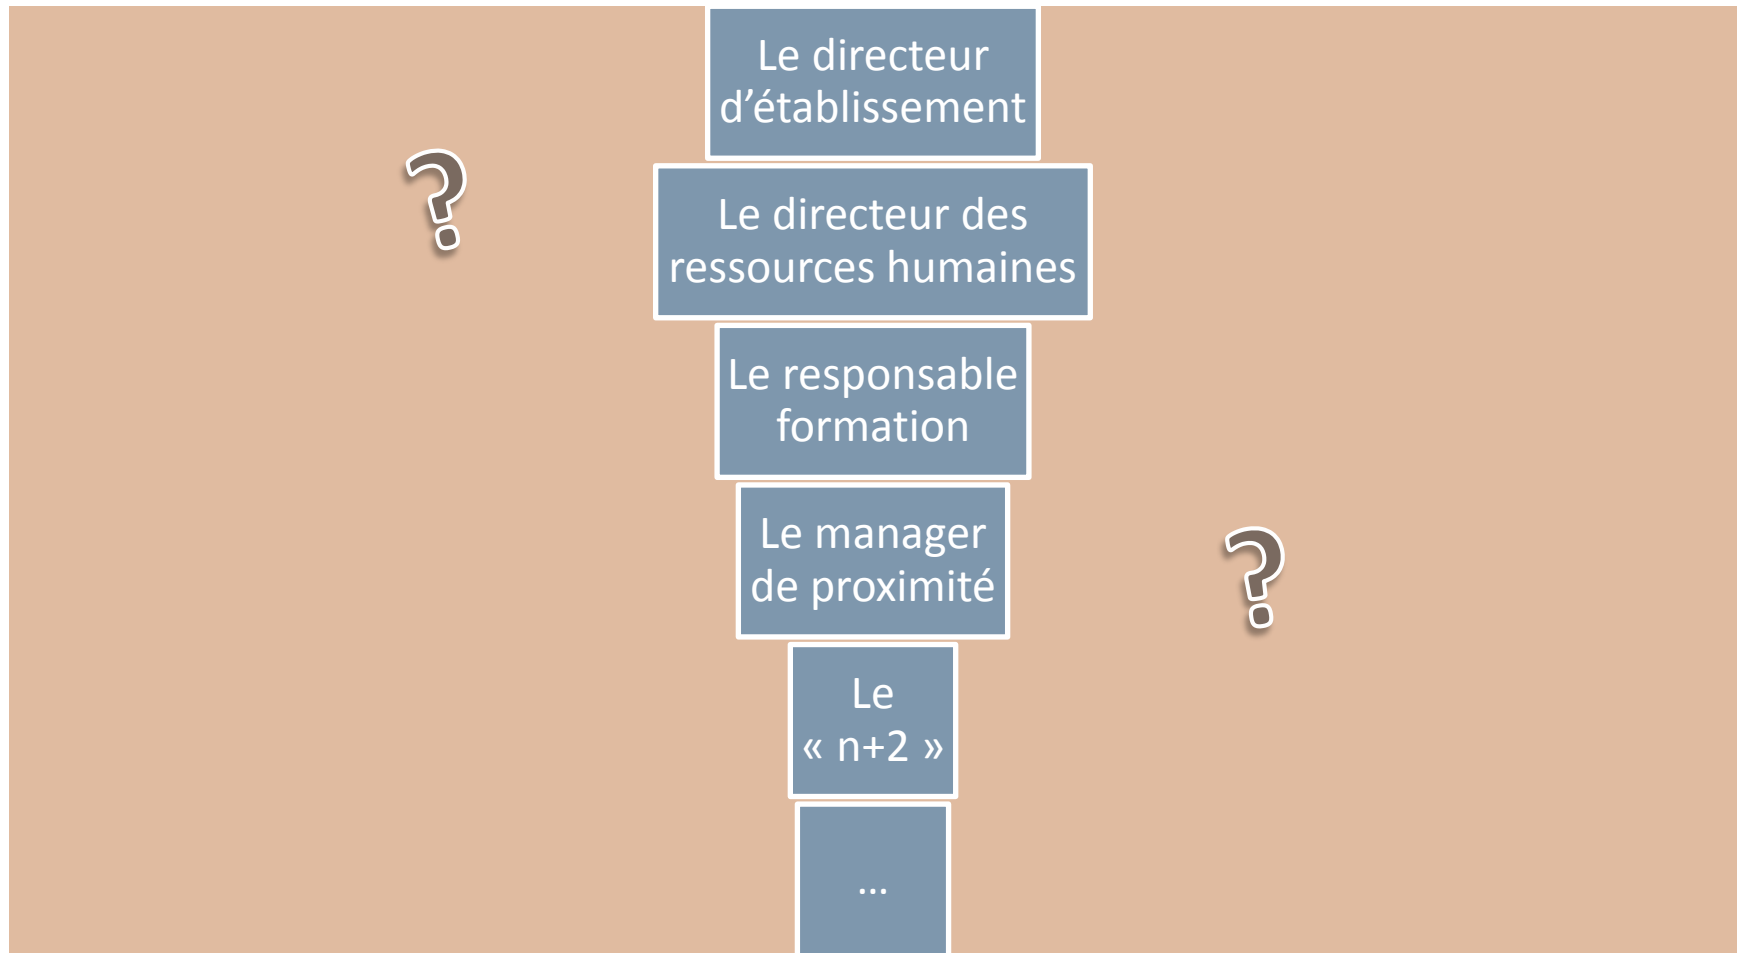 Le directeur
d’établissement
?
Le directeur des
ressources humaines
Le responsable
formation
Le manager
de proximité
?
Le
« n+2 »
...